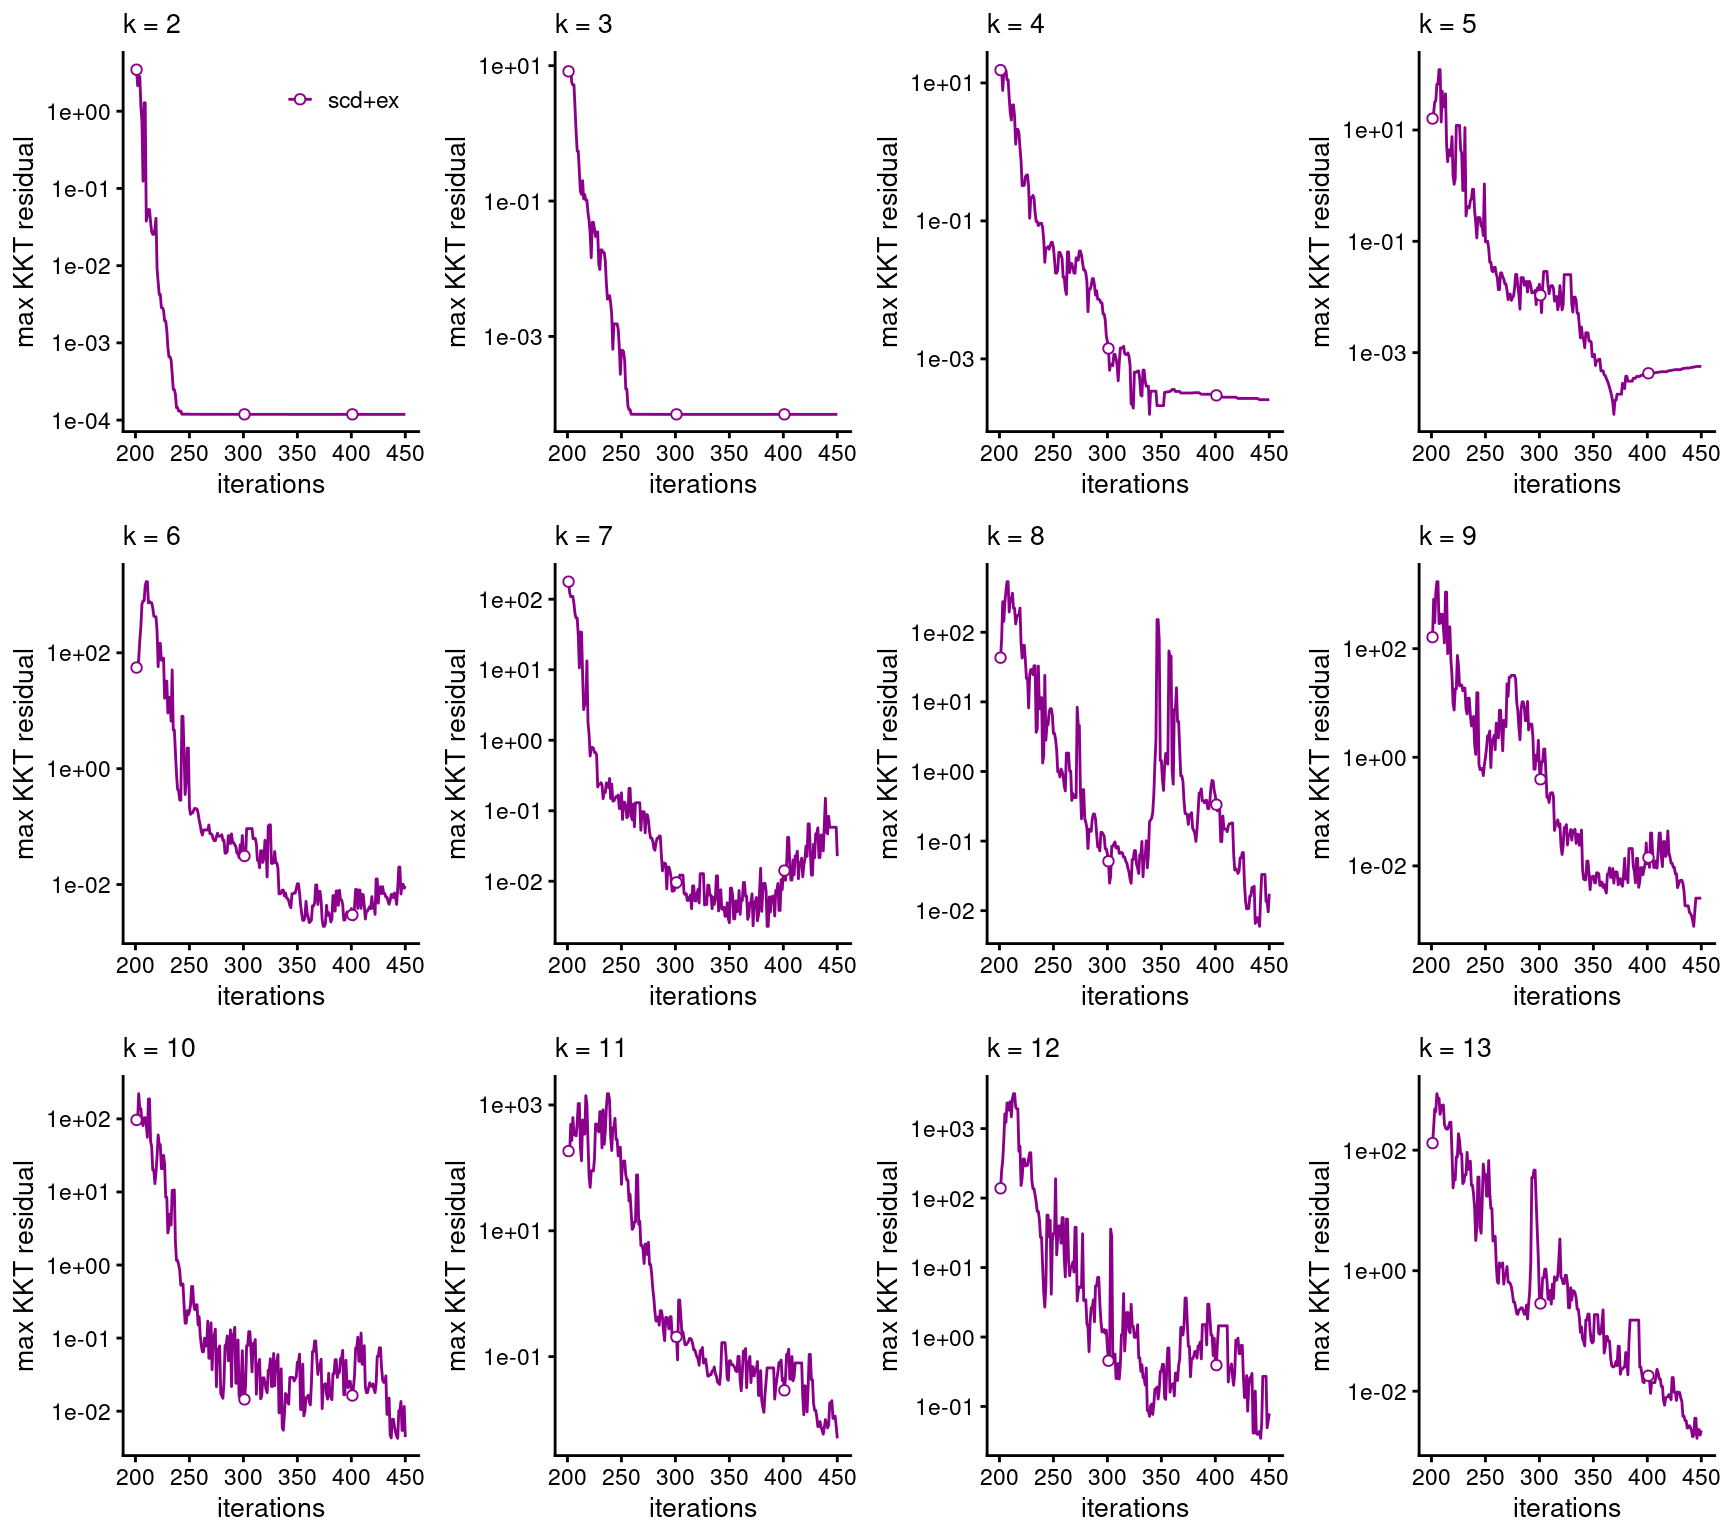 k = 2
k = 3
k = 4
k = 5
max KKT residual
1e+00
1e-01
1e-02
1e-03
1e-04
scd+ex
200 250 300 350 400 450
iterations
max KKT residual
1e+01
1e-01
1e-03
200 250 300 350 400 450
iterations
max KKT residual
1e+01
1e-01
1e-03
200 250 300 350 400 450
iterations
max KKT residual
1e+01
1e-01
1e-03
200 250 300 350 400 450
iterations
k = 6
k = 7
k = 8
k = 9
max KKT residual
1e+02
1e+00
1e-02
200 250 300 350 400 450
iterations
max KKT residual
1e+02
1e+01
1e+00
1e-01
1e-02
200 250 300 350 400 450
iterations
max KKT residual
1e+02
1e+01
1e+00
1e-01
1e-02
200 250 300 350 400 450
iterations
max KKT residual
1e+02
1e+00
1e-02
200 250 300 350 400 450
iterations
k = 10
k = 11
k = 12
k = 13
max KKT residual
1e+02
1e+01
1e+00
1e-01
1e-02
200 250 300 350 400 450
iterations
max KKT residual
1e+03
1e+01
1e-01
200 250 300 350 400 450
iterations
max KKT residual
1e+03
1e+02
1e+01
1e+00
1e-01
200 250 300 350 400 450
iterations
max KKT residual
1e+02
1e+00
1e-02
200 250 300 350 400 450
iterations